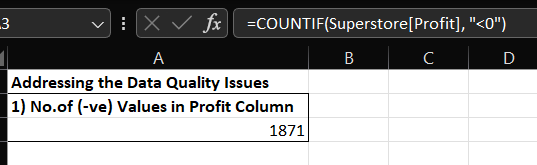 .3
fx
=COUNTIF(Superstore[Profit], "<0")
A B C D
Addressing the Data Quality Issues
1) No.of (-ve) Values in Profit Column
1871